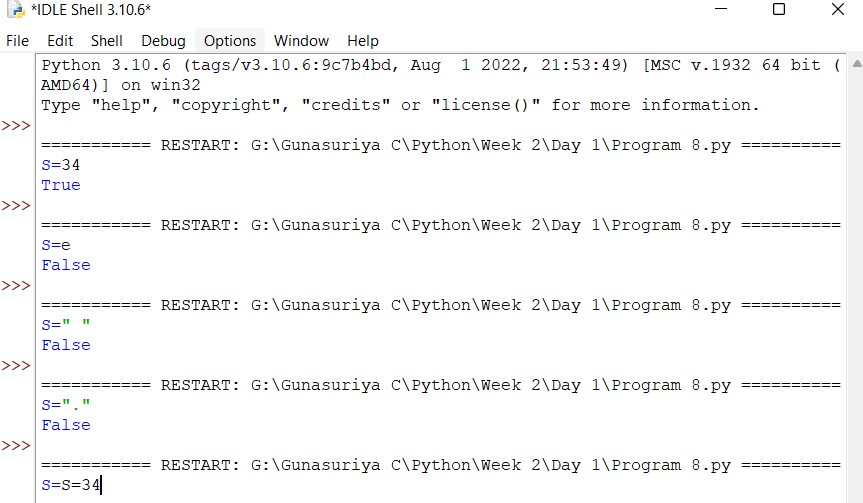 *IDLE Shell 3.10.6*
File Edit Shell Debug Options Window Help
Python 3.10.6 (tags/v3.10.6:9c7b4bd, Aug  1 2022, 21:53:49) [MSC v.1932 64 bit (
AMD64)] on win32
Type "help", "copyright", "credits" or "license()" for more information.
>>>
=========== RESTART: G:\Gunasuriya C\Python\Week 2\Day 1\Program 8.py ==========
S=34
True
>>>
=========== RESTART: G:\Gunasuriya C\Python\Week 2\Day 1\Program 8.py ==========
S=e
False
>>>
=========== RESTART: G:\Gunasuriya C\Python\Week 2\Day 1\Program 8.py ==========
S=" "
False
>>>
=========== RESTART: G:\Gunasuriya C\Python\Week 2\Day 1\Program 8.py ==========
S="."
False
>>>
=========== RESTART: G:\Gunasuriya C\Python\Week 2\Day 1\Program 8.py ==========
S=S=34